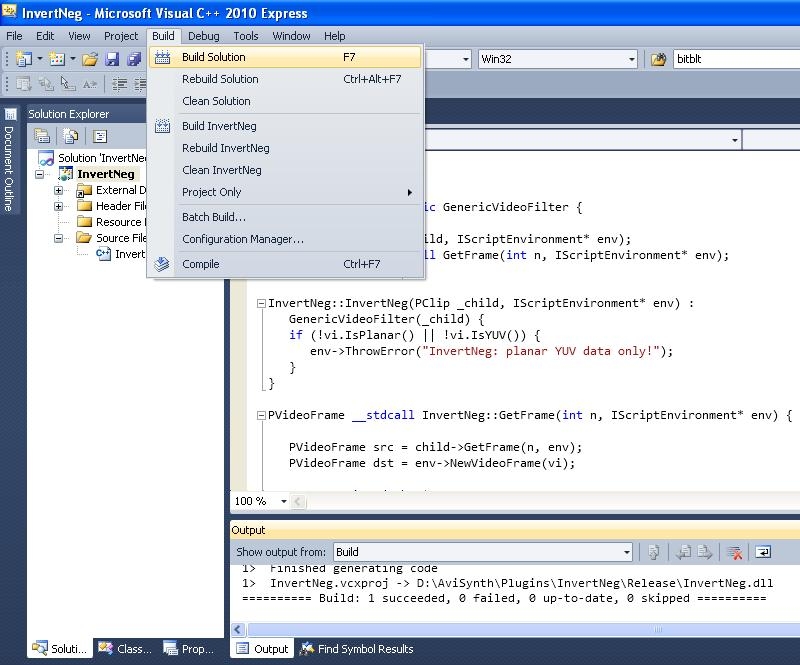 InvertNeg - Microsoft Visual C++ 2010 Express
File Edit View Project Build Debug Tools Window Help
Win32 bitblt
Document Outline
Solution Explorer
Solution 'InvertNeg
InvertNeg
External D
Header File
Resource
Source File
Invert
Build Solution F7
Rebuild Solution Ctrl+Alt+F7
Clean Solution
Build InvertNeg
Rebuild InvertNeg
Clean InvertNeg
Project Only
Batch Build...
Configuration Manager...
Compile Ctrl+F7
ic GenericVideoFilter {
ild, IScriptEnvironment* env);
ll GetFrame(int n, IScriptEnvironment* env);
InvertNeg::InvertNeg(PClip _child, IScriptEnvironment* env) :
GenericVideoFilter(_child) {
if (!vi.IsPlanar() || !vi.IsYUV()) {
env->ThrowError("InvertNeg: planar YUV data only!");
}
}
PVideoFrame __stdcall InvertNeg::GetFrame(int n, IScriptEnvironment* env) {
PVideoFrame src = child->GetFrame(n, env);
PVideoFrame dst = env->NewVideoFrame(vi);
100 %
Output
Show output from: Build
1> Finished generating code
1> InvertNeg.vcxproj -> D:\AviSynth\Plugins\InvertNeg\Release\InvertNeg.dll
========== Build: 1 succeeded, 0 failed, 0 up-to-date, 0 skipped ==========
Soluti... Class... Prop... Output Find Symbol Results